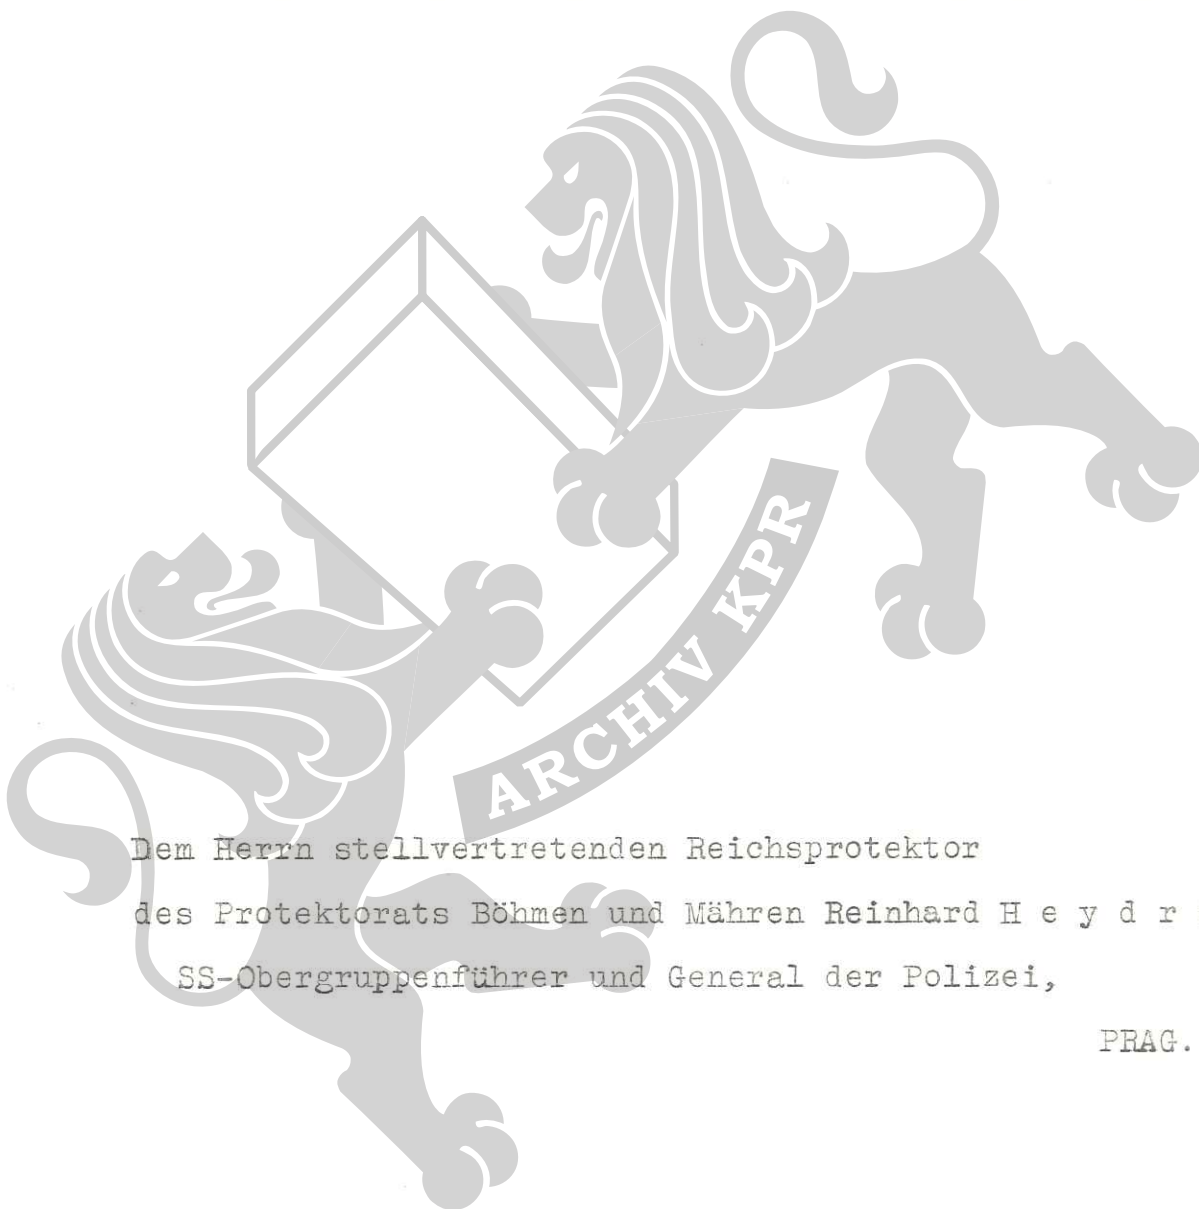 ARCHIV KPR
Dem Herrn stellvertretenden Reichsprotektor
des Protektorats Böhmen und Mähren Reinhard H e y d r
SS-Obergruppenführer und General der Polizei,
PRAG.